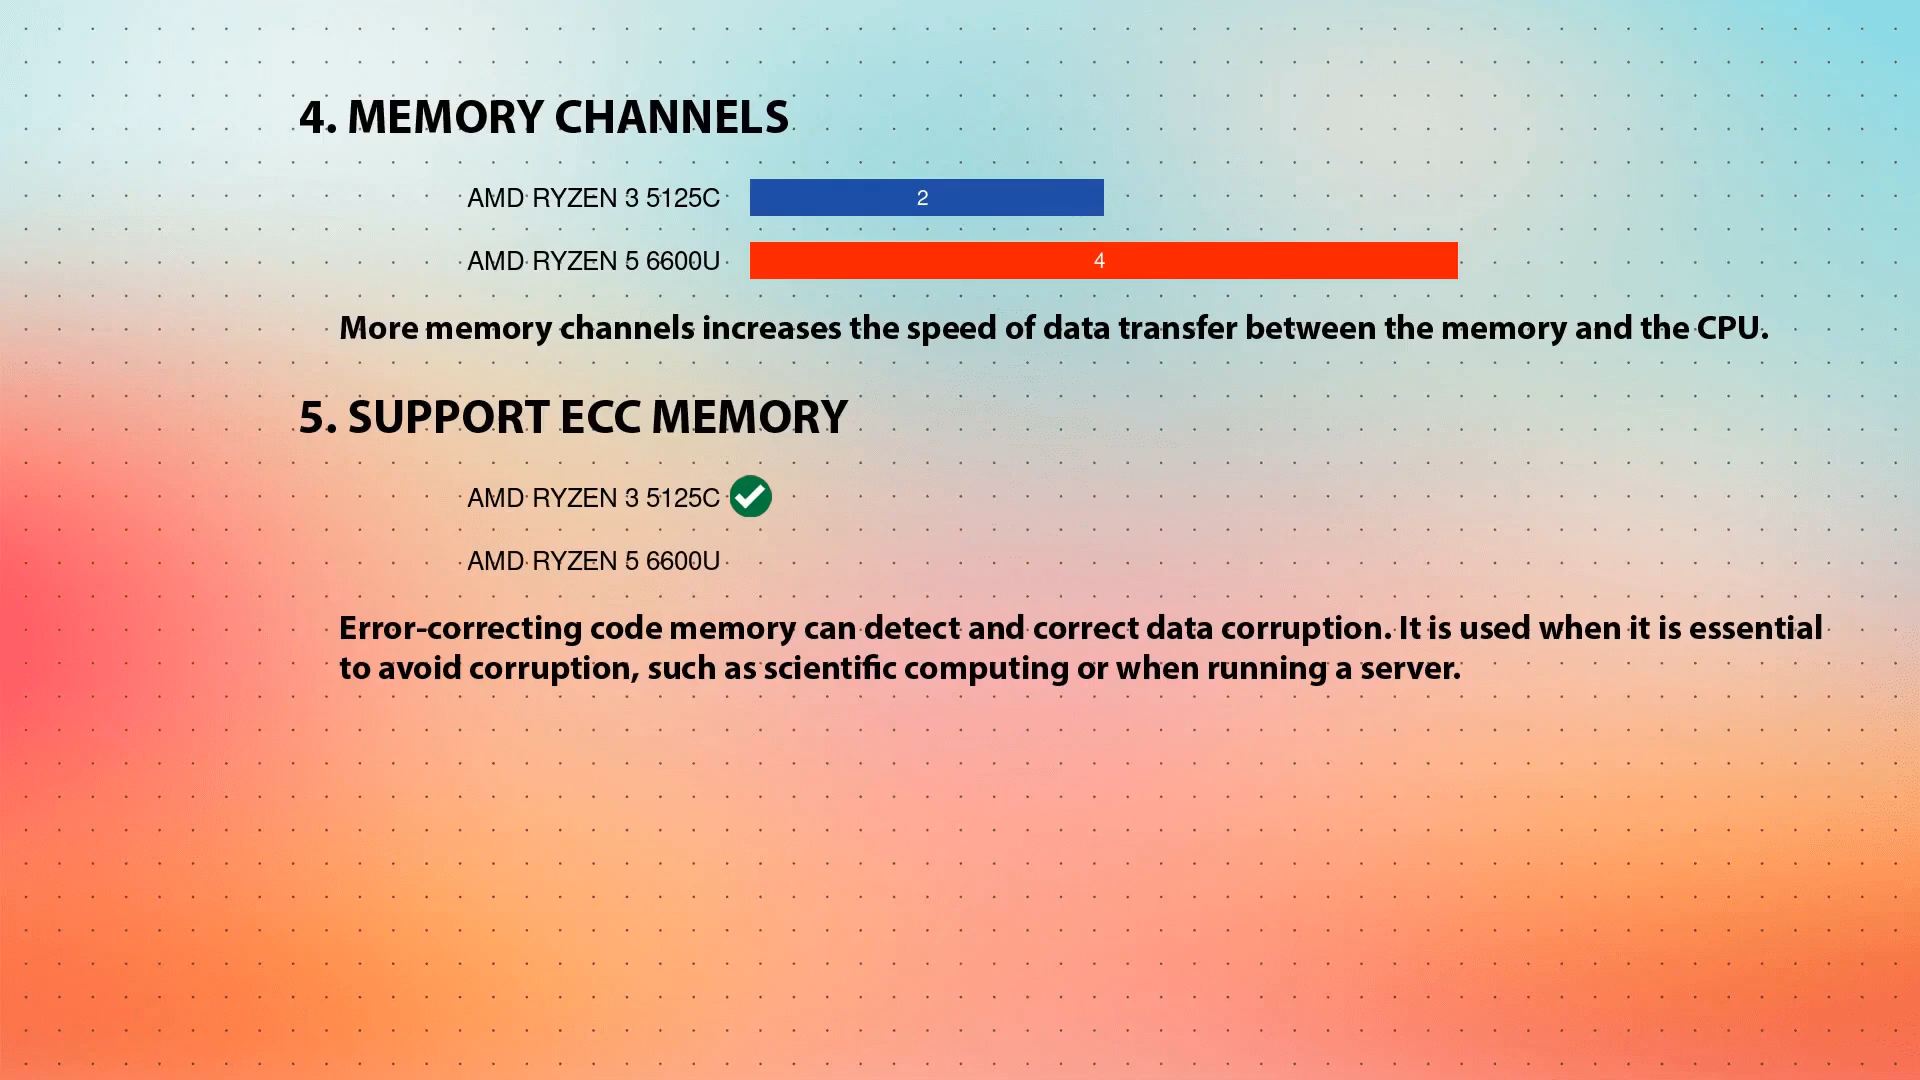 4. MEMORY CHANNELS
AMD RYZEN 3 5125C
2
AMD RYZEN 5 6600U
4
More memory channels increases the speed of data transfer between the memory and the CPU.
5. SUPPORT ECC MEMORY
AMD RYZEN 3 5125C
AMD RYZEN 5 6600U
Error-correcting code memory can detect and correct data corruption. It is used when it is essential
to avoid corruption, such as scientific computing or when running a server.